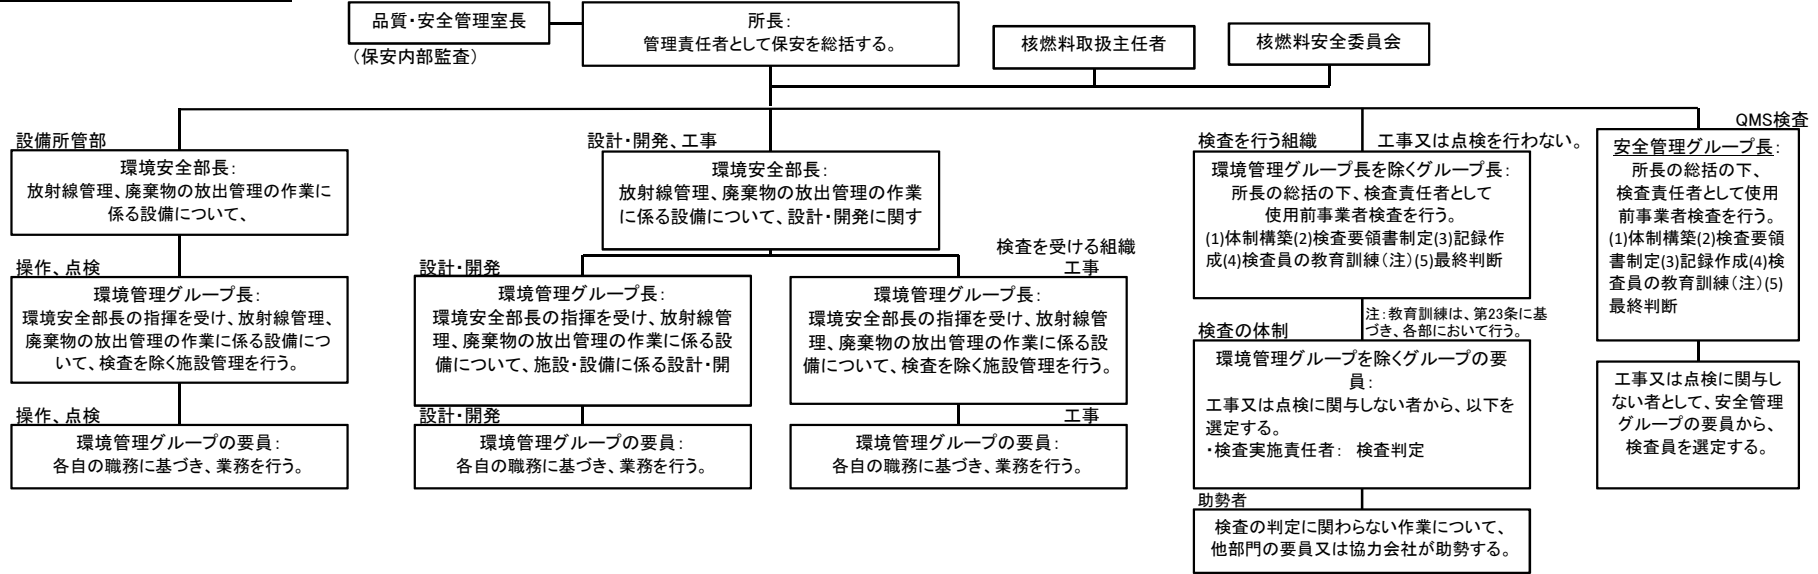 品質・安全管理室長
(保安内部監査)
所長：
管理責任者として保安を総括する。
核燃料取扱主任者
核燃料安全委員会
設備所管部
環境安全部長：
放射線管理、廃棄物の放出管理の作業に
係る設備について、
操作、点検
環境管理グループ長：
環境安全部長の指揮を受け、放射線管理、
廃棄物の放出管理の作業に係る設備につ
いて、検査を除く施設管理を行う。
操作、点検
環境管理グループの要員：
各自の職務に基づき、業務を行う。
設計・開発、工事
環境安全部長：
放射線管理、廃棄物の放出管理の作業
に係る設備について、設計・開発に関す
設計・開発
環境管理グループ長：
環境安全部長の指揮を受け、放射線管
理、廃棄物の放出管理の作業に係る設
備について、施設・設備に係る設計・開
設計・開発
環境管理グループの要員：
各自の職務に基づき、業務を行う。
検査を受ける組織
工事
環境管理グループ長：
環境安全部長の指揮を受け、放射線管
理、廃棄物の放出管理の作業に係る設
備について、検査を除く施設管理を行う。
工事
環境管理グループの要員：
各自の職務に基づき、業務を行う。
検査を行う組織
工事又は点検を行わない。
環境管理グループ長を除くグループ長：
所長の総括の下、検査責任者として
使用前事業者検査を行う。
(1)体制構築(2)検査要領書制定(3)記録作
成(4)検査員の教育訓練(注)(5)最終判断
注：教育訓練は、第23条に基
づき、各部において行う。
検査の体制
環境管理グループを除くグループの要
員：
工事又は点検に関与しない者から、以下を
選定する。
・検査実施責任者： 検査判定
助勢者
検査の判定に関わらない作業について、
他部門の要員又は協力会社が助勢する。
QMS検査
安全管理グループ長：
所長の総括の下、
検査責任者として使用
前事業者検査を行う。
(1)体制構築(2)検査要領
書制定(3)記録作成(4)検
査員の教育訓練(注)(5)
最終判断
工事又は点検に関与し
ない者として、安全管理
グループの要員から、
検査員を選定する。